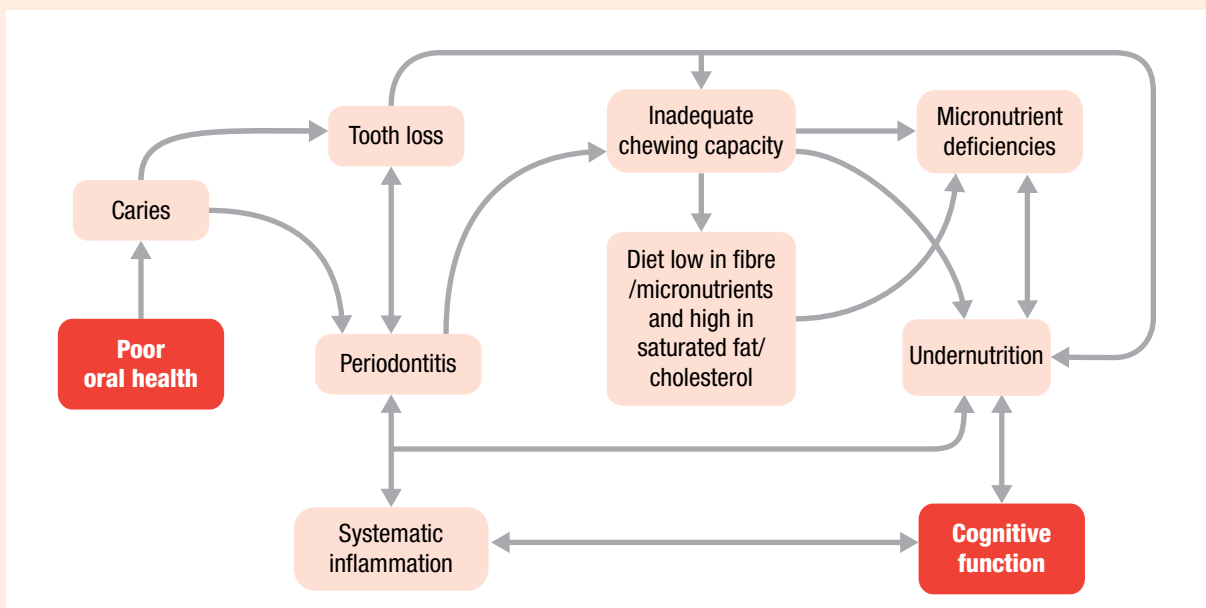 Tooth loss
Inadequate
chewing capacity
Micronutrient
deficiencies
Caries
Diet low in fibre
/micronutrients
and high in
saturated fat/
cholesterol
Poor
oral health
Periodontitis
Undernutrition
Systematic
inflammation
Cognitive
function